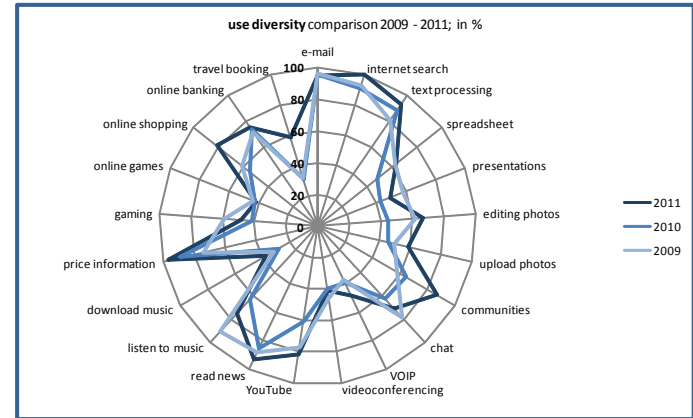 use diversity comparison 2009 - 2011; in %
e-mail
travel booking
100
internet search
online banking
80
text processing
online shopping
60
spreadsheet
online games
40
presentations
20
gaming
0
editing photos
2011
2010
2009
price information
upload photos
download music
communities
listen to music
chat
read news
VOIP
YouTube
videoconferencing